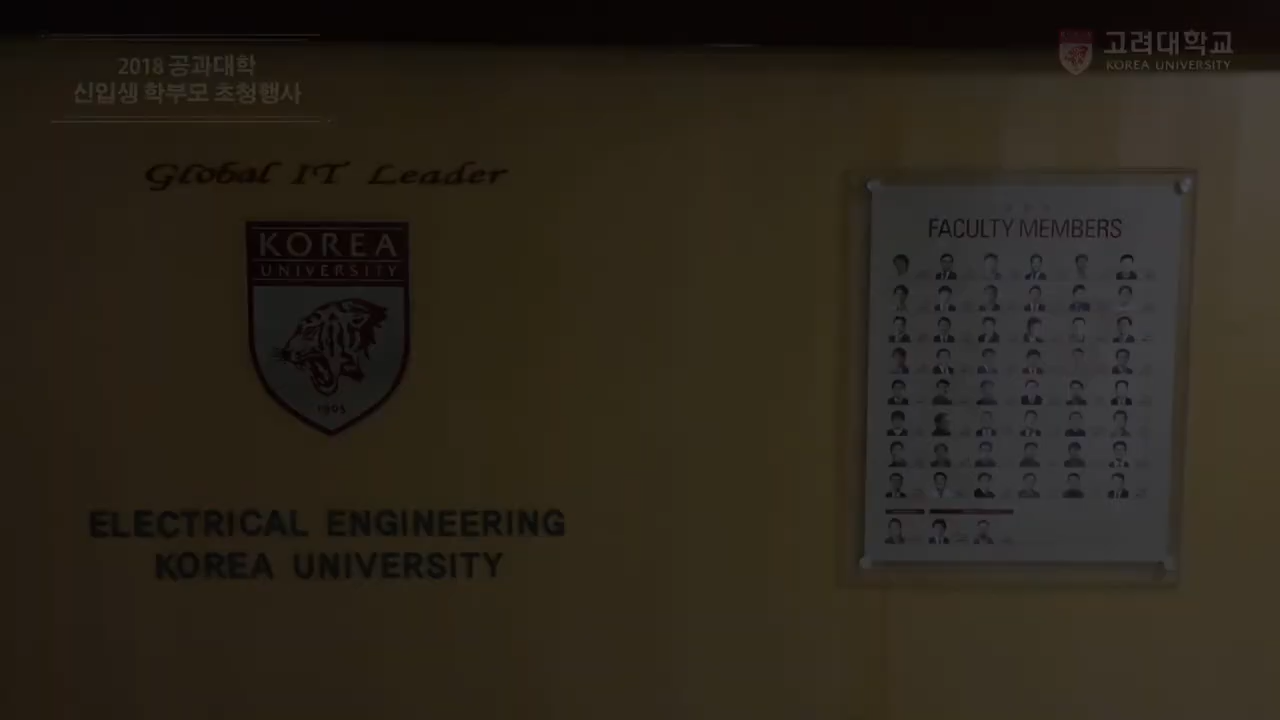 2018 공과대학
신입생 학부모 초청행사
고려대학교
KOREA UNIVERSITY
Global IT Leader
KOREA
UNIVERSITY
1905
ELECTRICAL ENGINEERING
KOREA UNIVERSITY
FACULTY MEMBERS